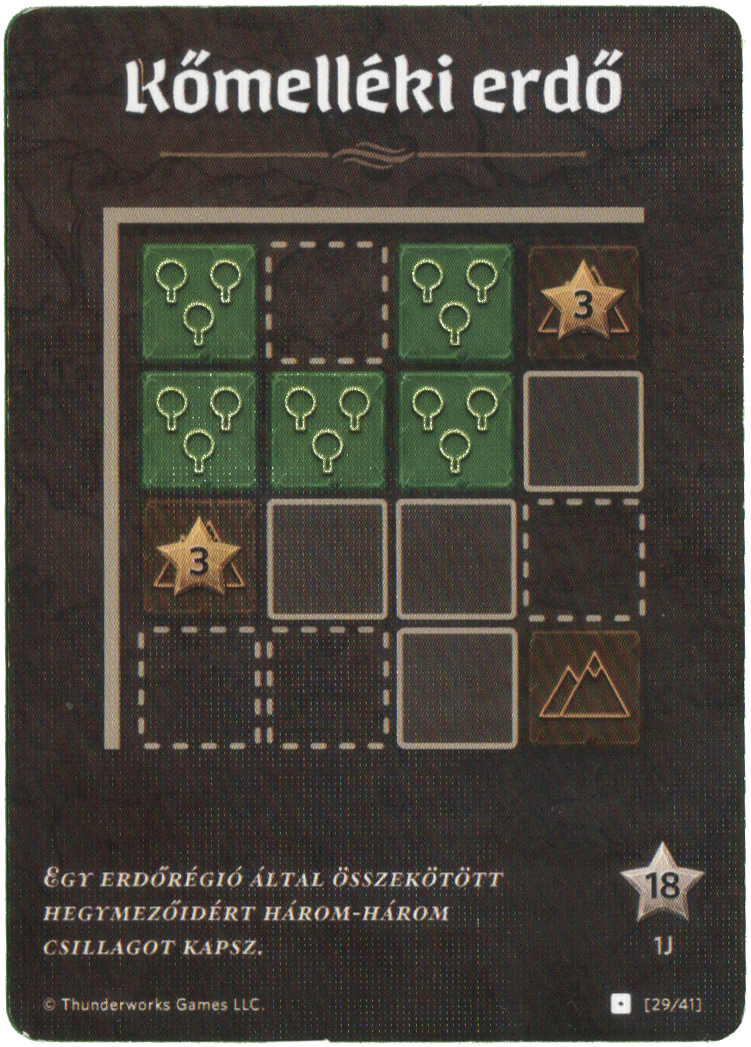 Kőmelléki erdő
3
3
Egy erdőrégió által összekötött
hegymezőidért három-három
csillagot kapsz.
18
1J
© Thunderworks Games LLC.
[29/41]